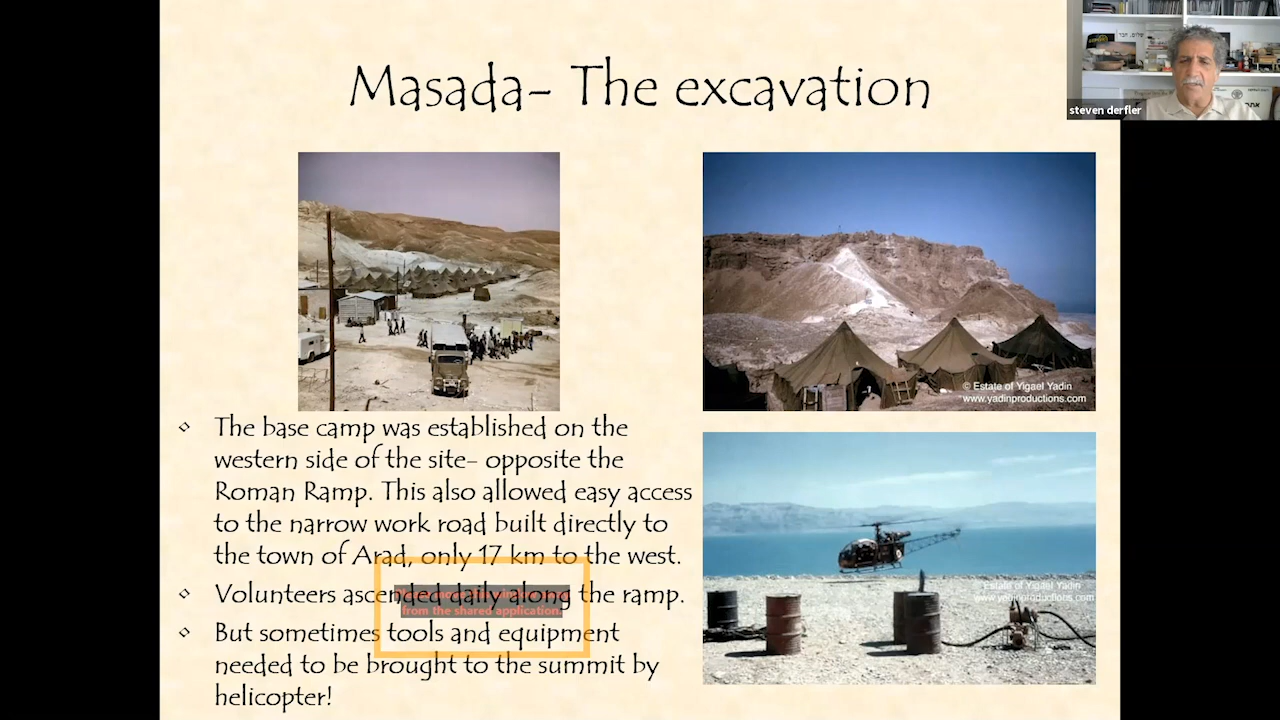 Masada- The excavation
steven derfler
שלום, חבר
© Estate of Yigael Yadin
www.yadinproductions.com
The base camp was established on the
western side of the site- opposite the
Roman Ramp. This also allowed easy access
to the narrow work road built directly to
the town of Arad, only 17 km to the west.
Volunteers ascended daily along the ramp.
from the shared application.
But sometimes tools and equipment
needed to be brought to the summit by
helicopter!
© Estate of Yigael Yadin
www.yadinproductions.com